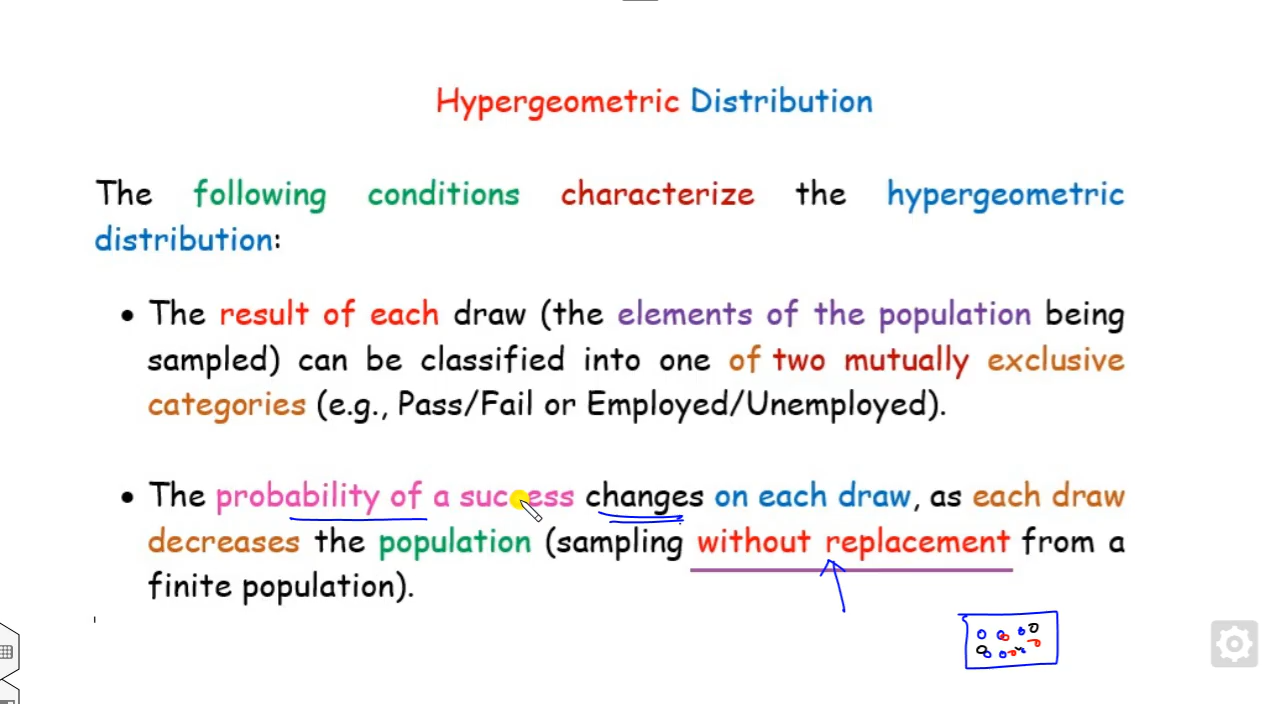 Hypergeometric Distribution
The following conditions characterize the hypergeometric
distribution:
• The result of each draw (the elements of the population being
sampled) can be classified into one of two mutually exclusive
categories (e.g., Pass/Fail or Employed/Unemployed).
• The probability of a success changes on each draw, as each draw
decreases the population (sampling without replacement from a
finite population).